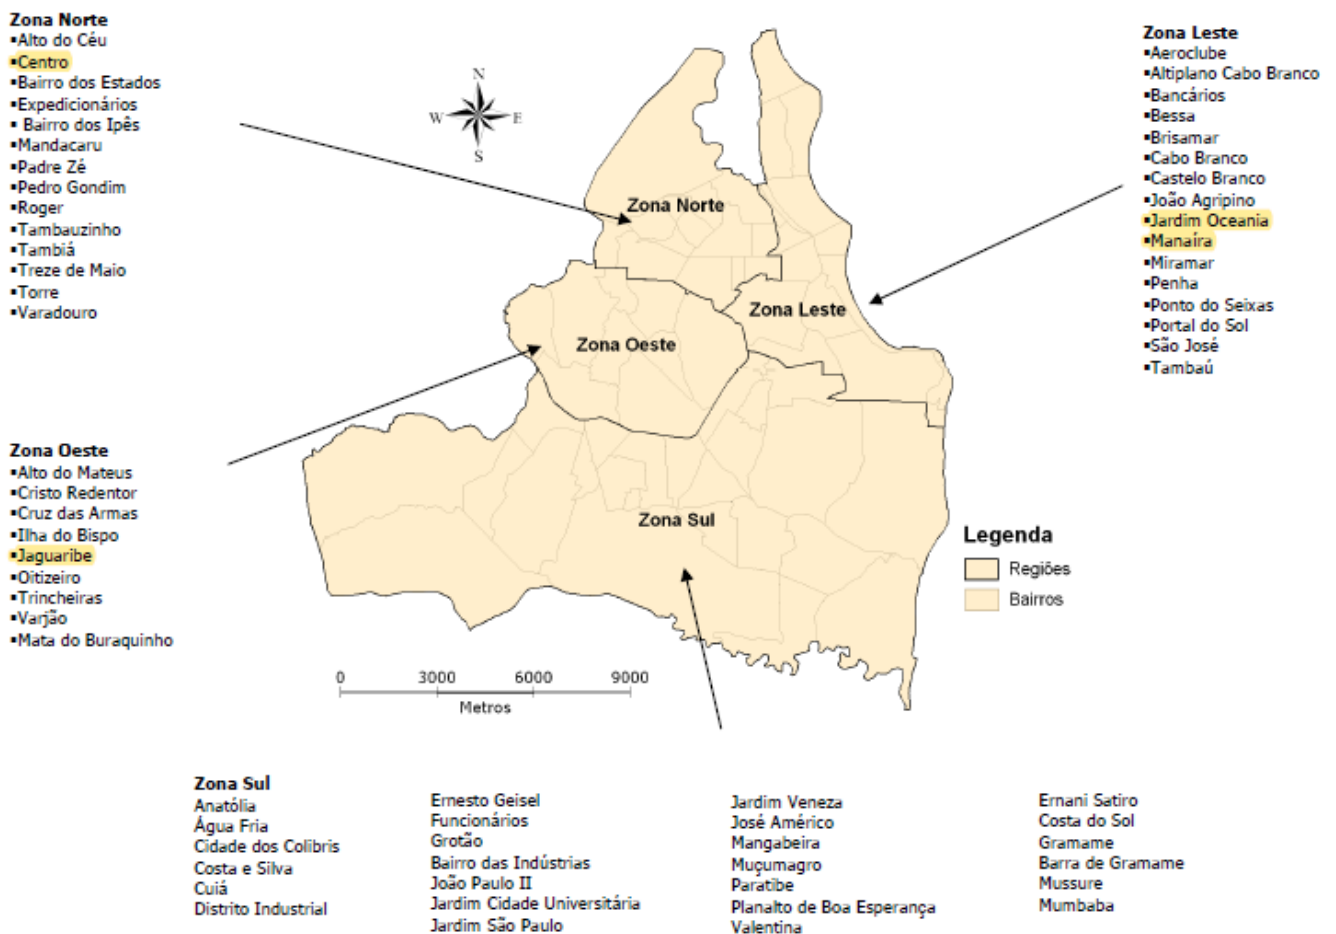 Zona Norte
▪Alto do Céu
▪Centro
▪Bairro dos Estados
▪Expedicionários
▪ Bairro dos Ipês
▪Mandacaru
▪Padre Zé
▪Pedro Gondim
▪Roger
▪Tambauzinho
▪Tambiá
▪Treze de Maio
▪Torre
▪Varadouro
Zona Leste
▪Aeroclube
▪Altiplano Cabo Branco
▪Bancários
▪Bessa
▪Brisamar
▪Cabo Branco
▪Castelo Branco
▪João Agripino
▪Jardim Oceania
▪Manaíra
▪Miramar
▪Penha
▪Ponto do Seixas
▪Portal do Sol
▪São José
▪Tambaú
N
W E
S
Zona Norte
Zona Leste
Zona Oeste
Zona Sul
Zona Oeste
▪Alto do Mateus
▪Cristo Redentor
▪Cruz das Armas
▪Ilha do Bispo
▪Jaguaribe
▪Oitizeiro
▪Trincheiras
▪Varjão
▪Mata do Buraquinho
Legenda
Regiões
Bairros
0 3000 6000 9000
Metros
Zona Sul
Anatólia
Água Fria
Cidade dos Colibris
Costa e Silva
Cuiá
Distrito Industrial
Ernesto Geisel
Funcionários
Grotão
Bairro das Indústrias
João Paulo II
Jardim Cidade Universitária
Jardim São Paulo
Jardim Veneza
José Américo
Mangabeira
Muçumagro
Paratibe
Planalto de Boa Esperança
Valentina
Ernani Satiro
Costa do Sol
Gramame
Barra de Gramame
Mussure
Mumbaba